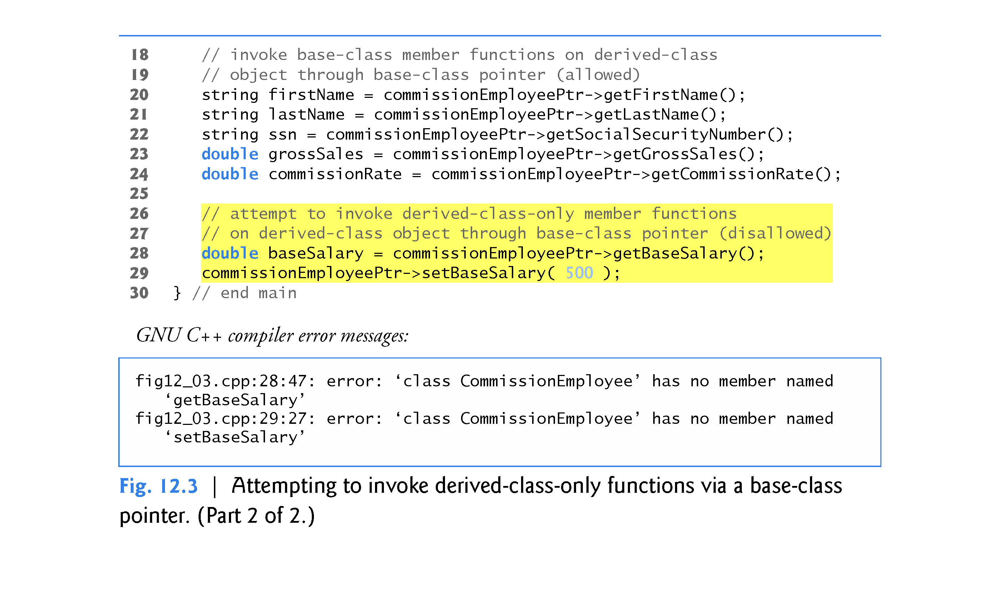 18 // invoke base-class member functions on derived-class
19 // object through base-class pointer (allowed)
20 string firstName = commissionEmployeePtr->getFirstName();
21 string lastName = commissionEmployeePtr->getLastName();
22 string ssn = commissionEmployeePtr->getSocialSecurityNumber();
23 double grossSales = commissionEmployeePtr->getGrossSales();
24 double commissionRate = commissionEmployeePtr->getCommissionRate();
25
26 // attempt to invoke derived-class-only member functions
27 // on derived-class object through base-class pointer (disallowed)
28 double baseSalary = commissionEmployeePtr->getBaseSalary();
29 commissionEmployeePtr->setBaseSalary( 500 );
30 } // end main
GNU C++ compiler error messages:
fig12_03.cpp:28:47: error: ‘class CommissionEmployee’ has no member named
‘getBaseSalary’
fig12_03.cpp:29:27: error: ‘class CommissionEmployee’ has no member named
‘setBaseSalary’
Fig. 12.3 | Attempting to invoke derived-class-only functions via a base-class
pointer. (Part 2 of 2.)